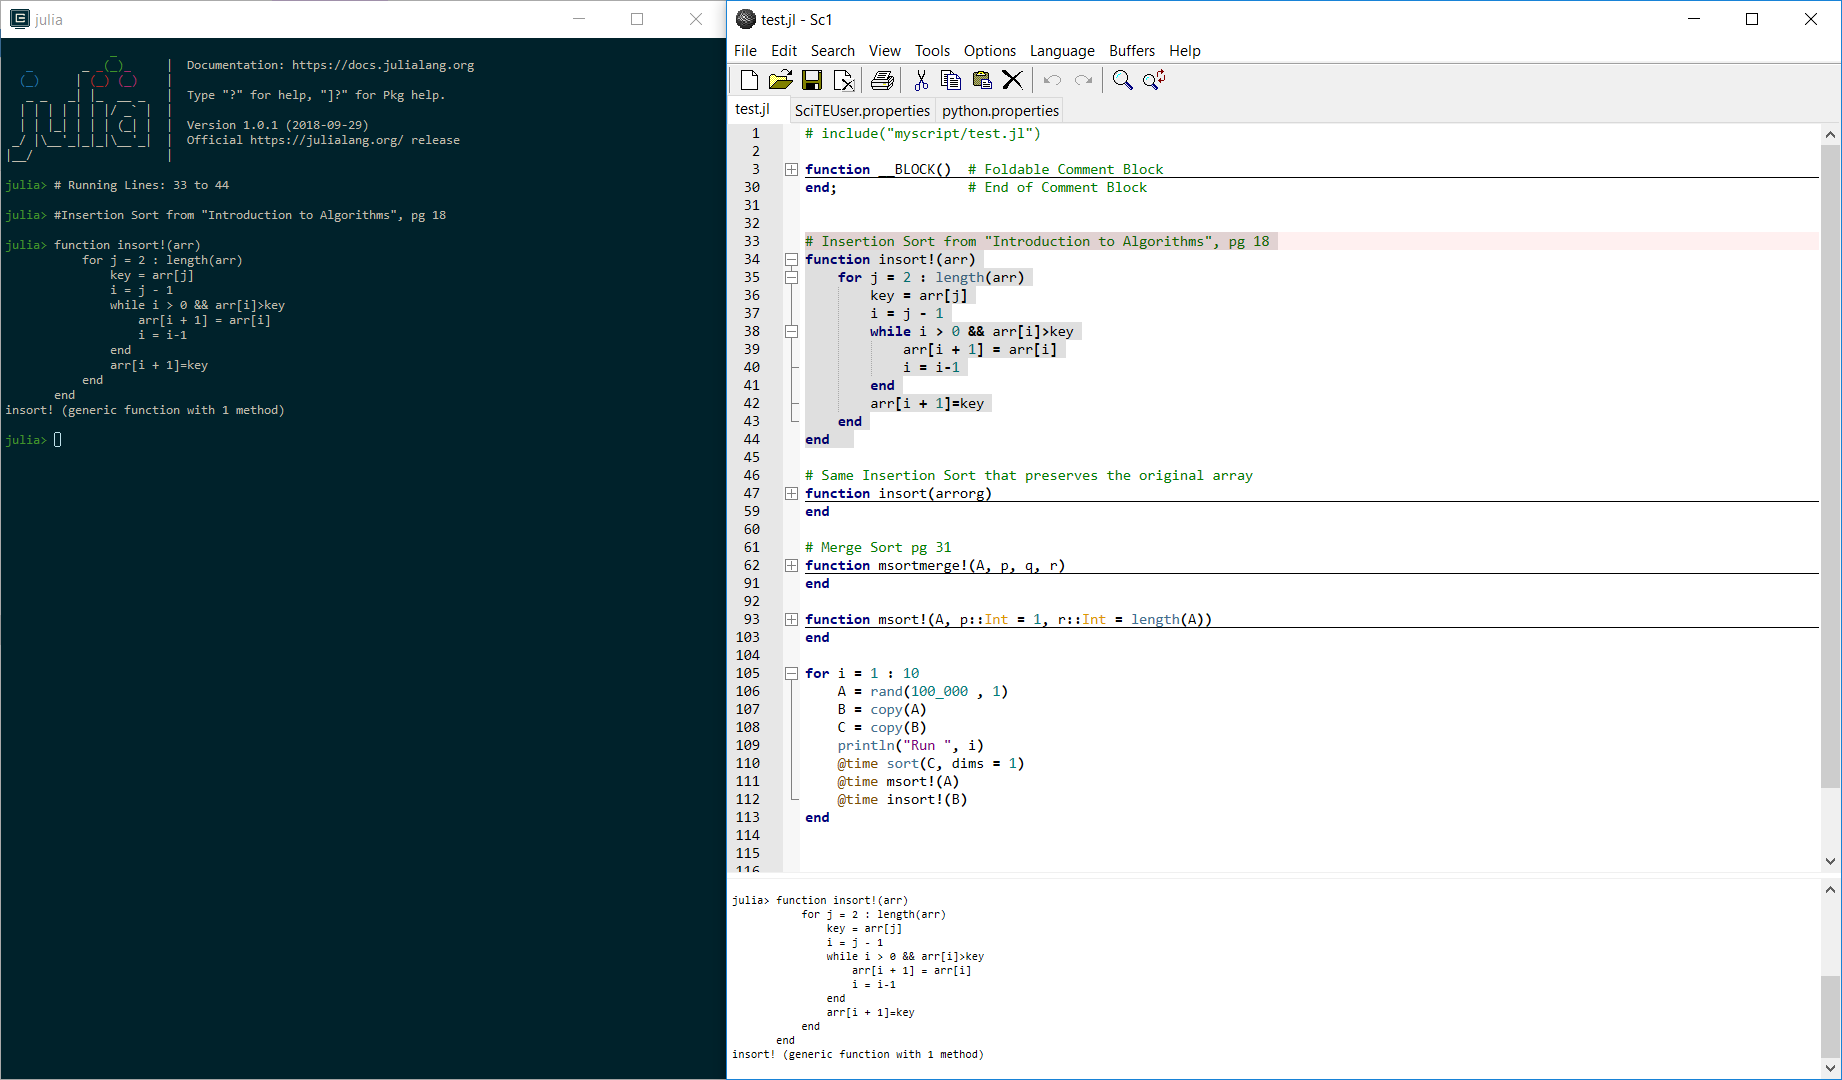 julia
Documentation: https://docs.julialang.org
Type "?" for help, "]?" for Pkg help.
Version 1.0.1 (2018-09-29)
Official https://julialang.org/ release
julia> # Running Lines: 33 to 44
julia> #Insertion Sort from "Introduction to Algorithms", pg 18
julia> function insort!(arr)
for j = 2 : length(arr)
key = arr[j]
i = j - 1
while i > 0 && arr[i]>key
arr[i + 1] = arr[i]
i = i-1
end
arr[i + 1]=key
end
end
insort! (generic function with 1 method)
julia>
test.jl - Sc1
File Edit Search View Tools Options Language Buffers Help
test.jl SciTEUser.properties python.properties
1 # include("myscript/test.jl")
2
3 function __BLOCK() # Foldable Comment Block
30 end; # End of Comment Block
31
32
33 # Insertion Sort from "Introduction to Algorithms", pg 18
34 function insort!(arr)
35 for j = 2 : length(arr)
36 key = arr[j]
37 i = j - 1
38 while i > 0 && arr[i]>key
39 arr[i + 1] = arr[i]
40 i = i-1
41 end
42 arr[i + 1]=key
43 end
44 end
45
46 # Same Insertion Sort that preserves the original array
47 function insort(arrorg)
59 end
60
61 # Merge Sort pg 31
62 function msortmerge!(A, p, q, r)
91 end
92
93 function msort!(A, p::Int = 1, r::Int = length(A))
103 end
104
105 for i = 1 : 10
106 A = rand(100_000 , 1)
107 B = copy(A)
108 C = copy(B)
109 println("Run ", i)
110 @time sort(C, dims = 1)
111 @time msort!(A)
112 @time insort!(B)
113 end
114
115
116
julia> function insort!(arr)
for j = 2 : length(arr)
key = arr[j]
i = j - 1
while i > 0 && arr[i]>key
arr[i + 1] = arr[i]
i = i-1
end
arr[i + 1]=key
end
end
insort! (generic function with 1 method)